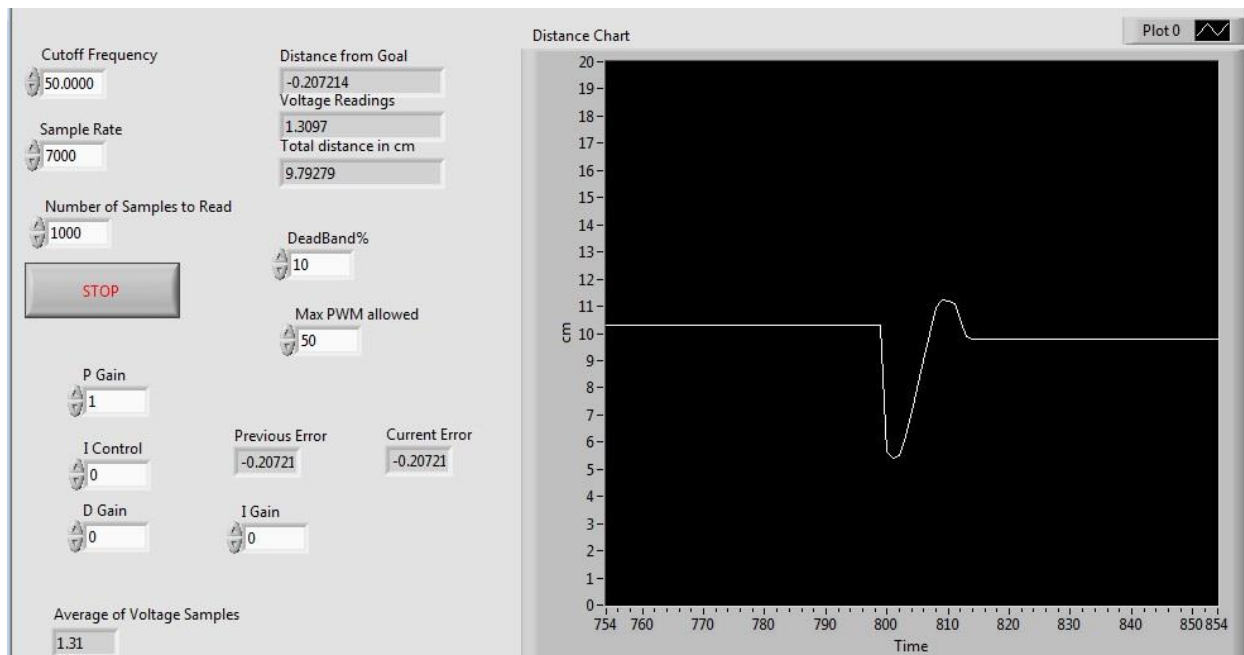 Cutoff Frequency
50.0000
Sample Rate
7000
Number of Samples to Read
1000
STOP
Distance from Goal
-0.207214
Voltage Readings
1.3097
Total distance in cm
9.79279
DeadBand%
10
Max PWM allowed
50
P Gain
1
I Control
0
D Gain
0
I Gain
0
Previous Error
-0.20721
Current Error
-0.20721
Average of Voltage Samples
1.31
Distance Chart
Plot 0
20
19
18
17
16
15
14
13
12
11
10
9
8
7
6
5
4
3
2
1
0
cm
754 760 770 780 790 800 810 820 830 840 850 854
Time